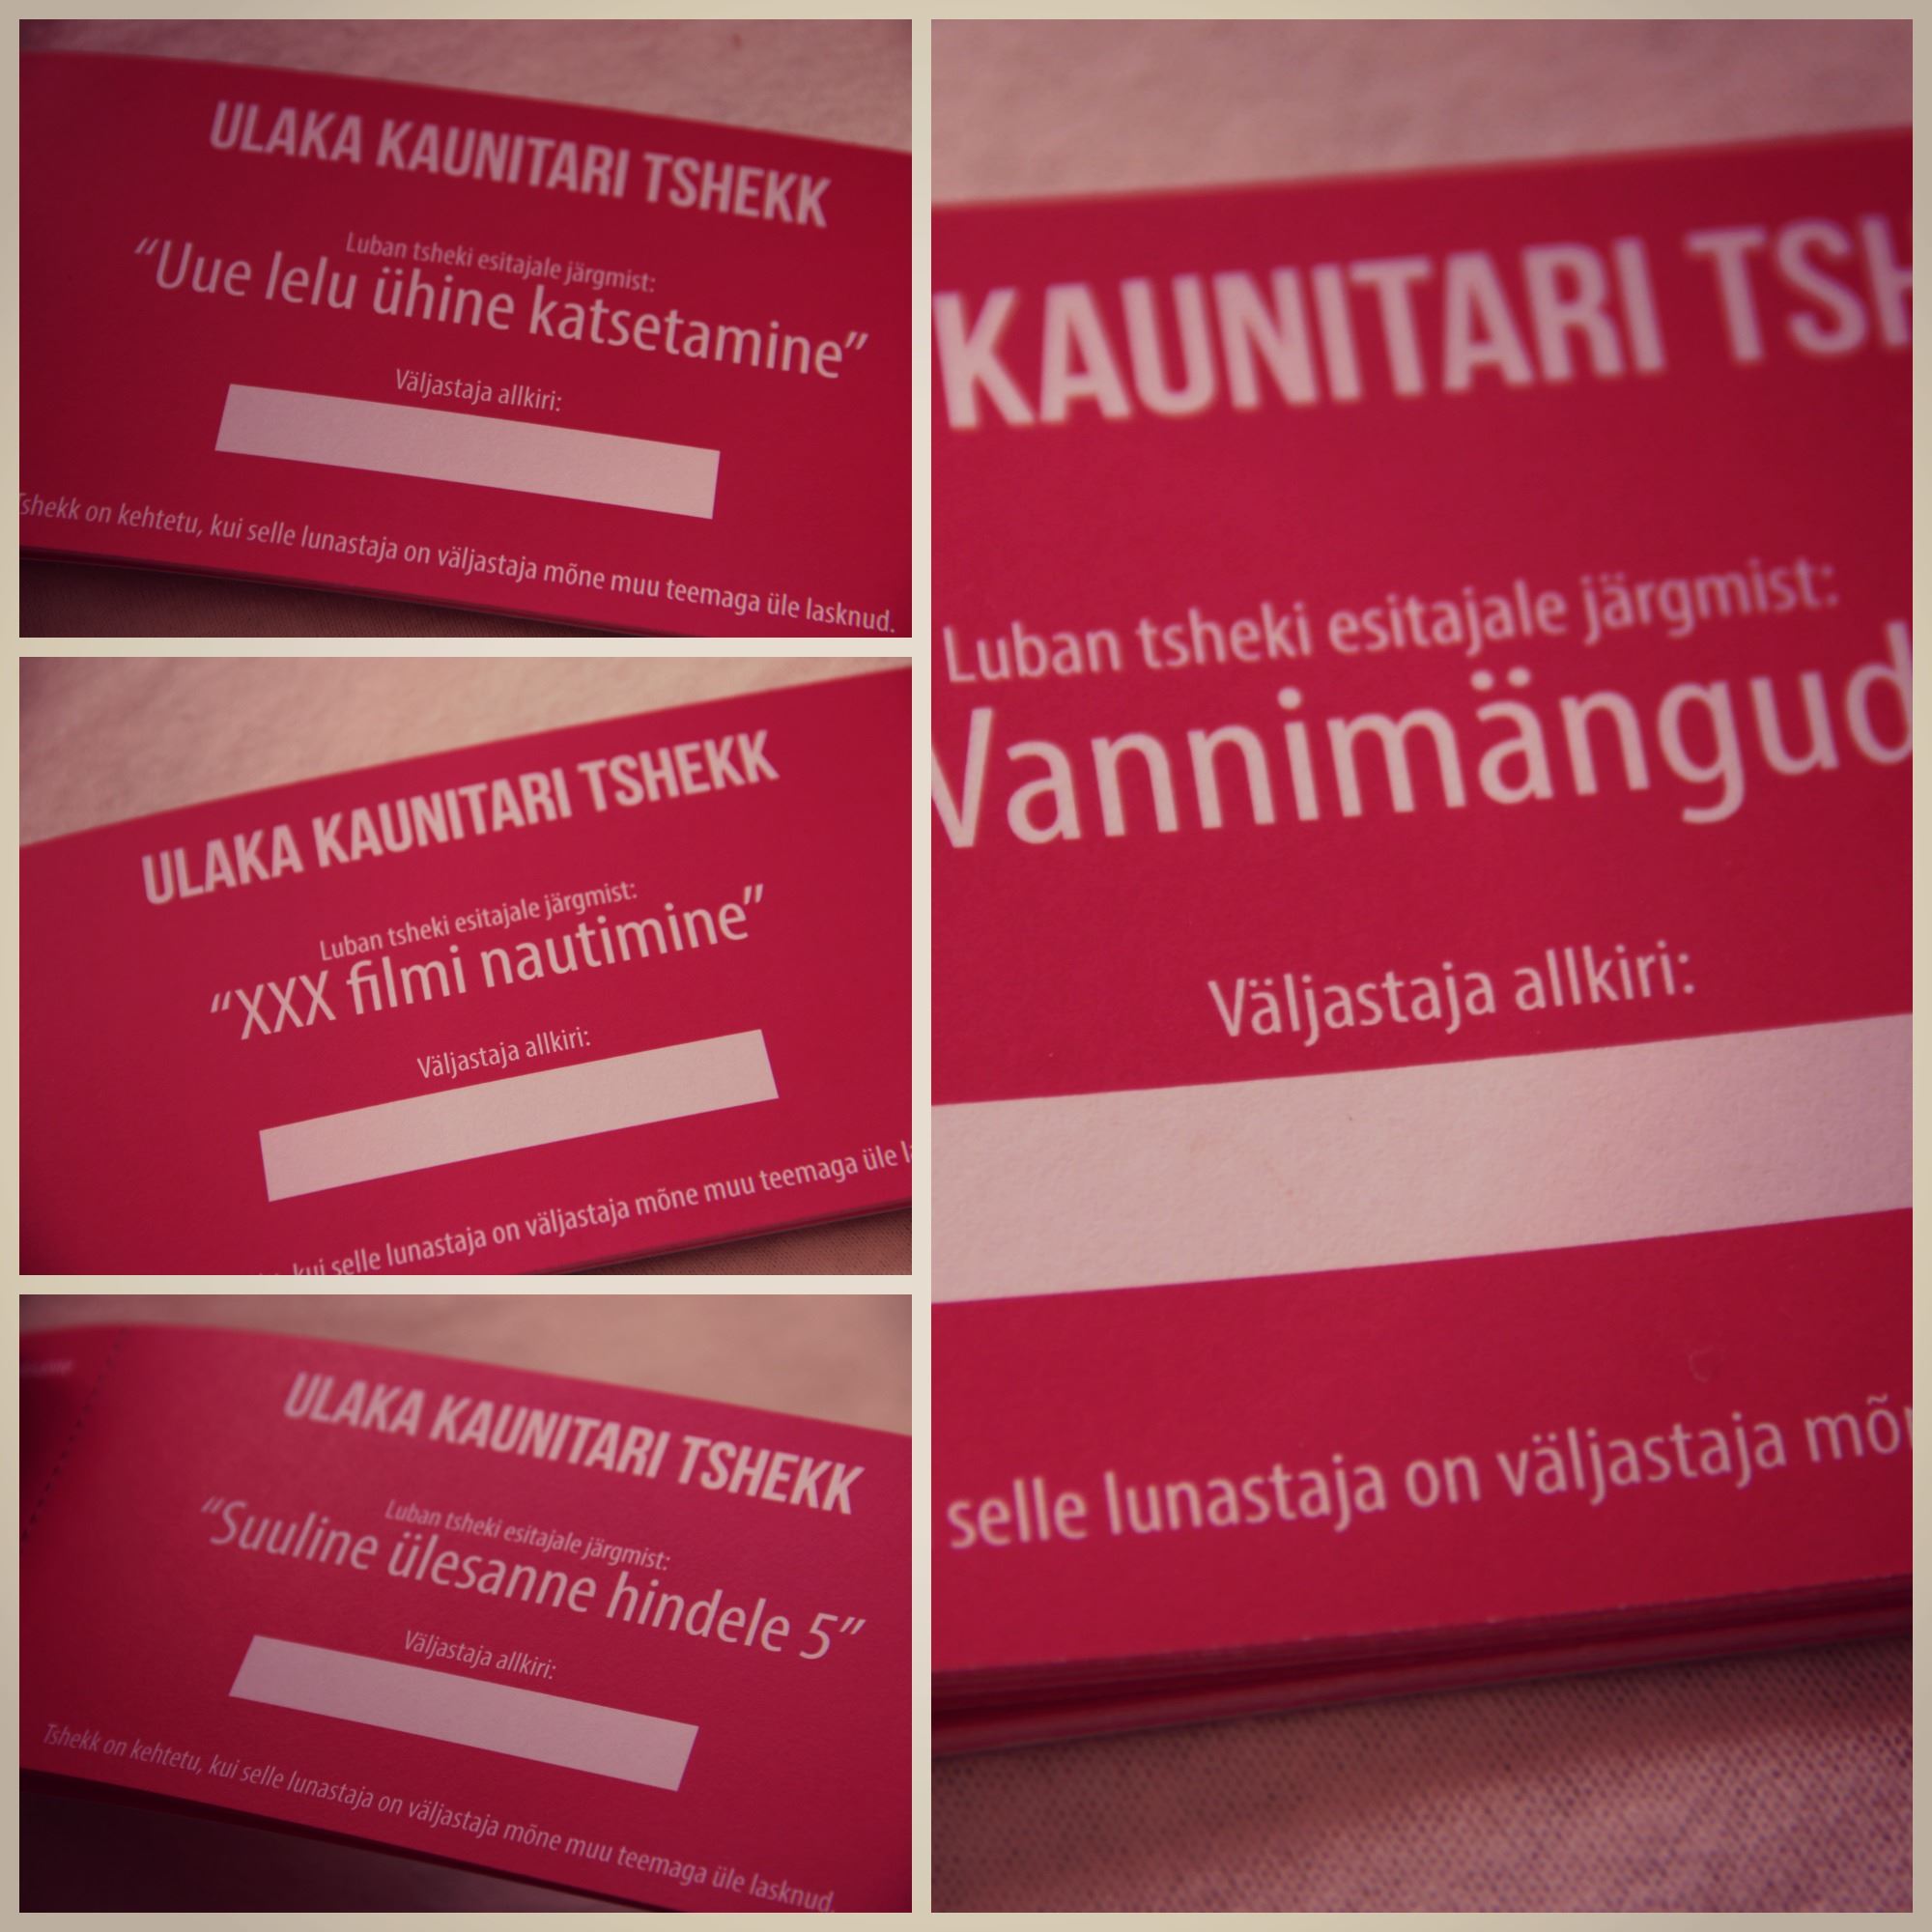 ULAKA KAUNITARI TSHEKK
Luban tsheki esitajale järgmist:
“Uue lelu ühine katsetamine”
Väljastaja allkiri:
Tshekk on kehtetu, kui selle lunastaja on väljastaja mõne muu teemaga üle lasknud.
ULAKA KAUNITARI TSHEKK
Luban tsheki esitajale järgmist:
“XXX filmi nautimine”
Väljastaja allkiri:
kui selle lunastaja on väljastaja mõne muu teemaga üle
ULAKA KAUNITARI TSHEKK
Luban tsheki esitajale järgmist:
“Suuline ülesanne hindele 5”
Väljastaja allkiri:
Tshekk on kehtetu, kui selle lunastaja on väljastaja mõne muu teemaga üle lasknud.
KAUNITARI TSH
Luban tsheki esitajale järgmist:
Vannimängud
Väljastaja allkiri:
selle lunastaja on väljastaja